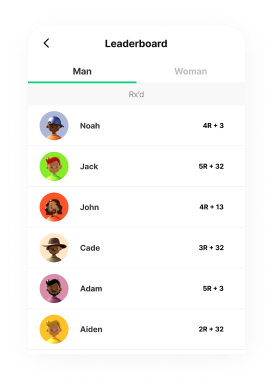 Leaderboard
Man Woman
Rx'd
Noah 4R + 3
Jack 5R + 32
John 4R + 13
Cade 3R + 32
Adam 5R + 3
Aiden 2R + 32